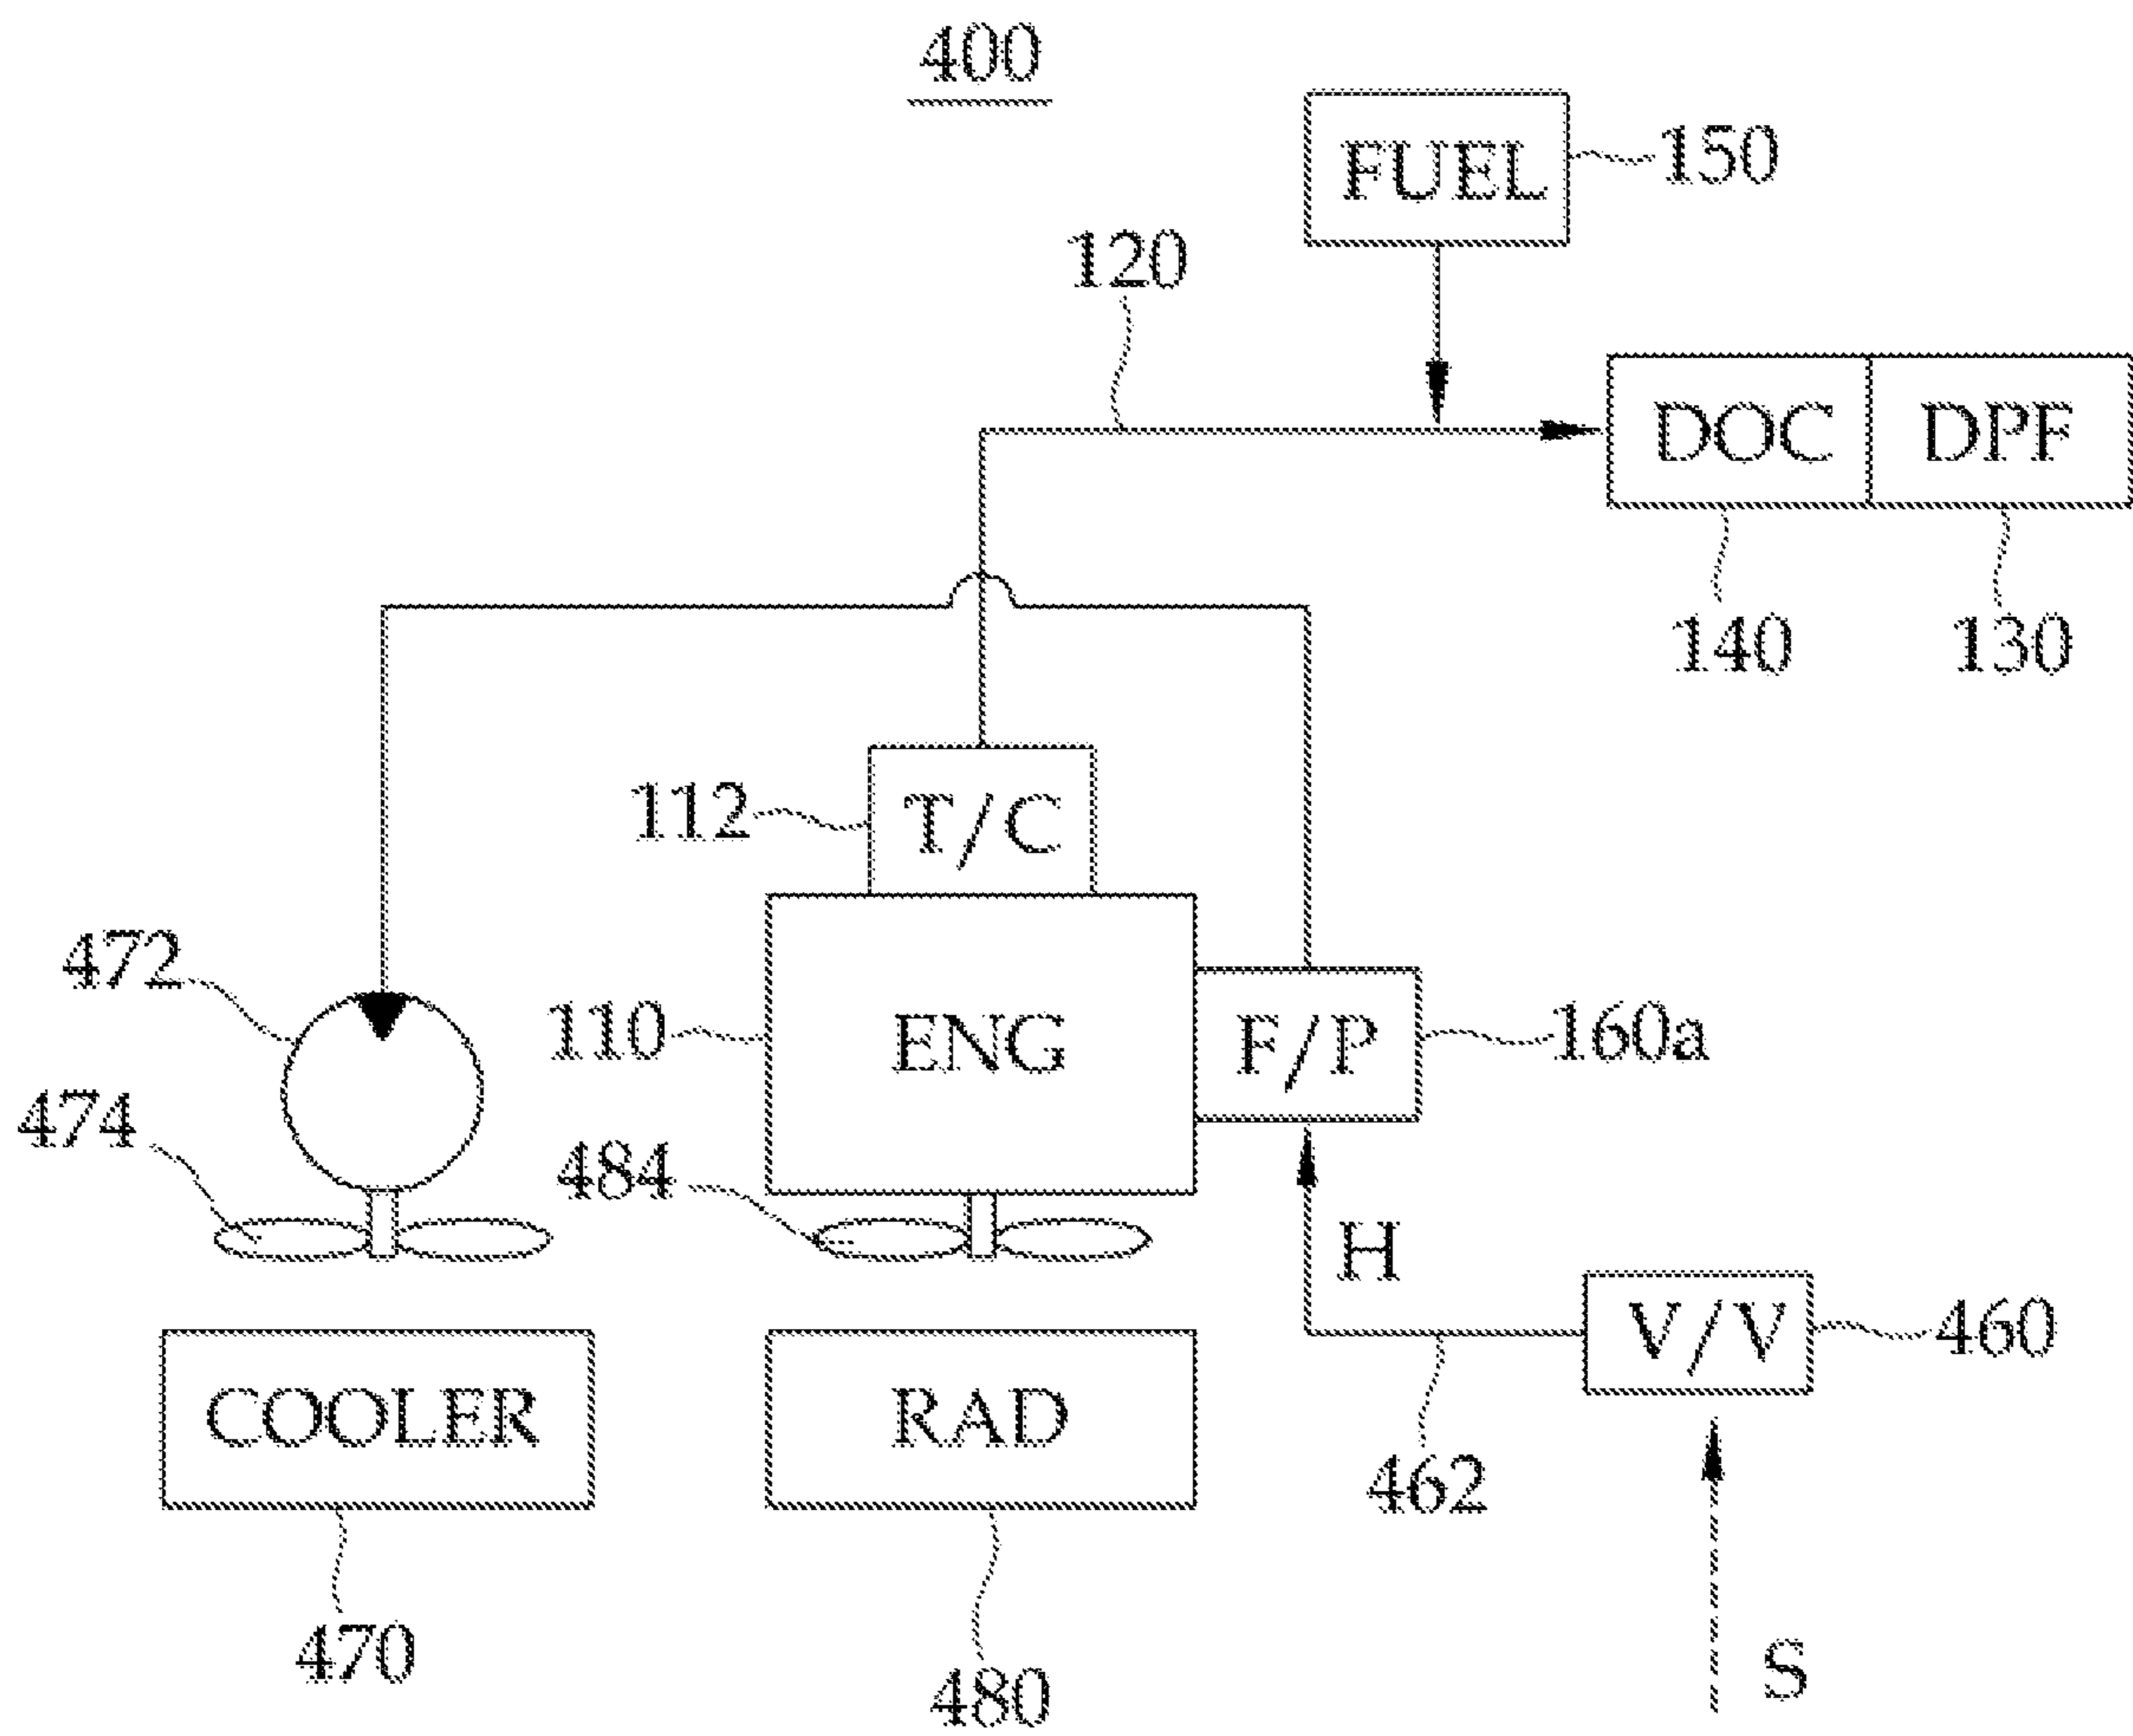 400
FUEL 150
120
DOC DPF
140 130
112 T/C
472
110 ENG F/P 160a
474
484
H
V/V 460
COOLER RAD
462
470
480
S